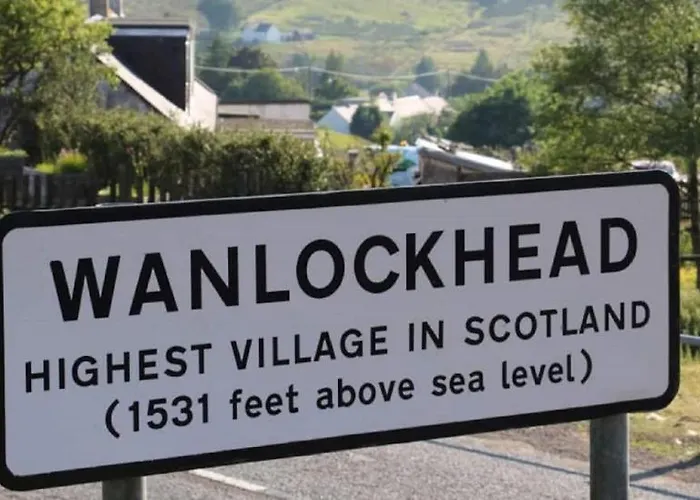 WANLOCKHEAD
HIGHEST VILLAGE IN SCOTLAND
(1531 feet above sea level)